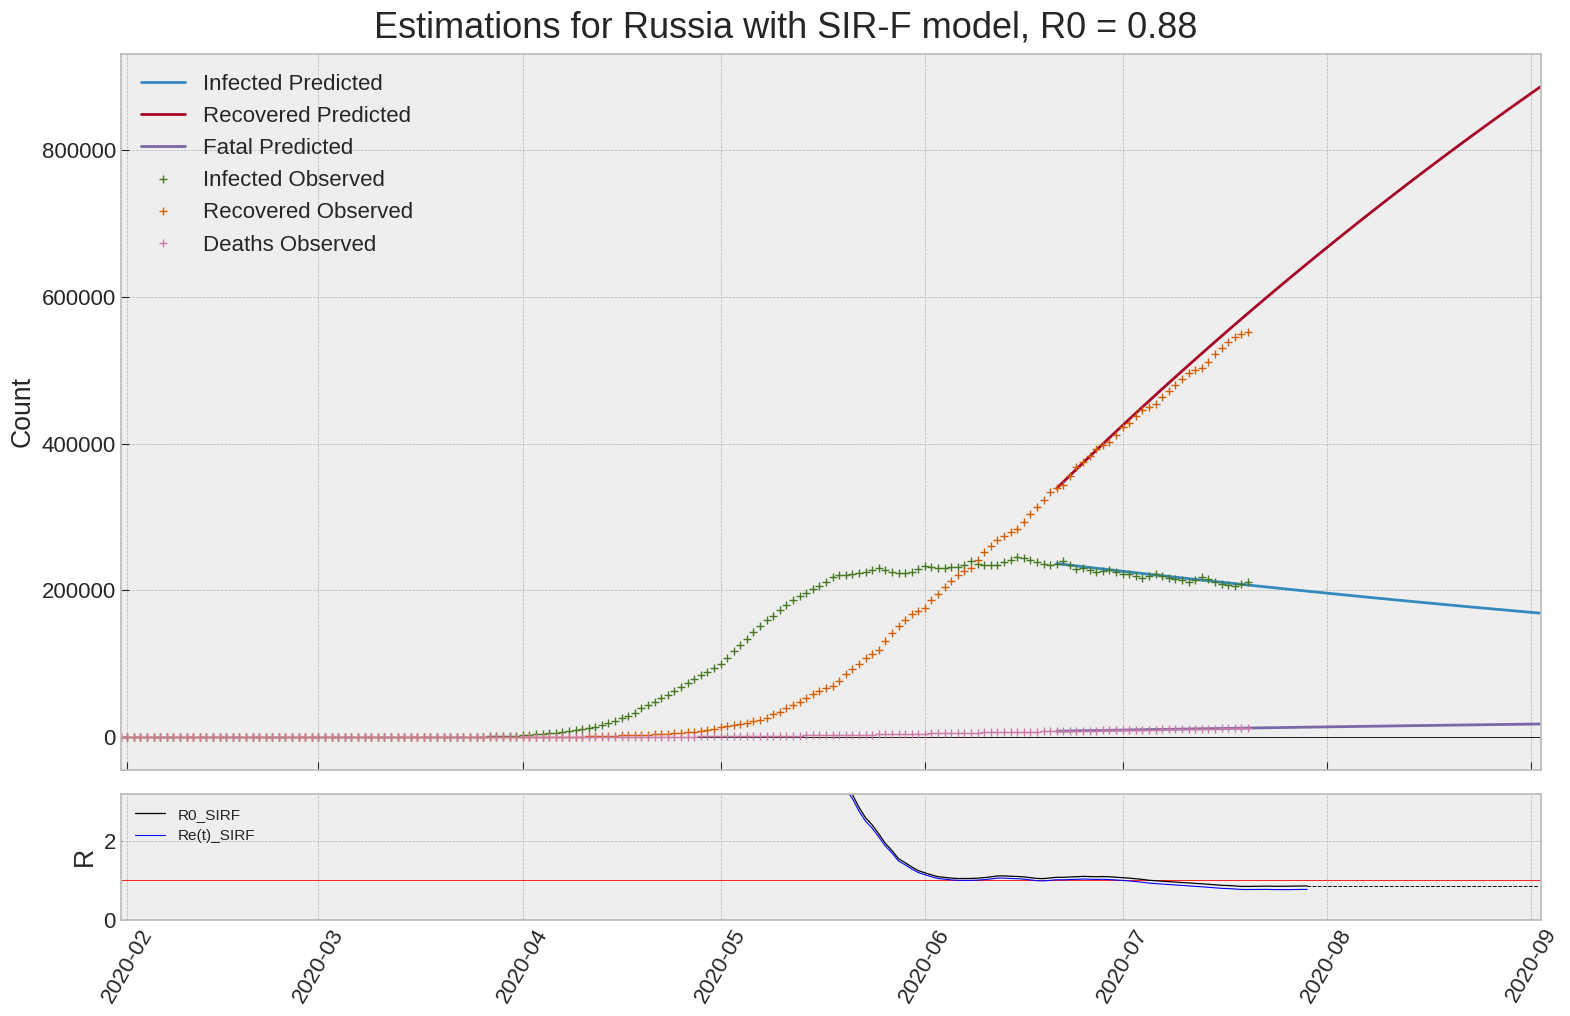 Estimations for Russia with SIR-F model, R0 = 0.88
Infected Predicted
Recovered Predicted
Fatal Predicted
Infected Observed
Recovered Observed
Deaths Observed
800000
600000
400000
200000
0
Count
R0_SIRF
Re(t)_SIRF
2
0
R
2020-02
2020-03
2020-04
2020-05
2020-06
2020-07
2020-08
2020-09